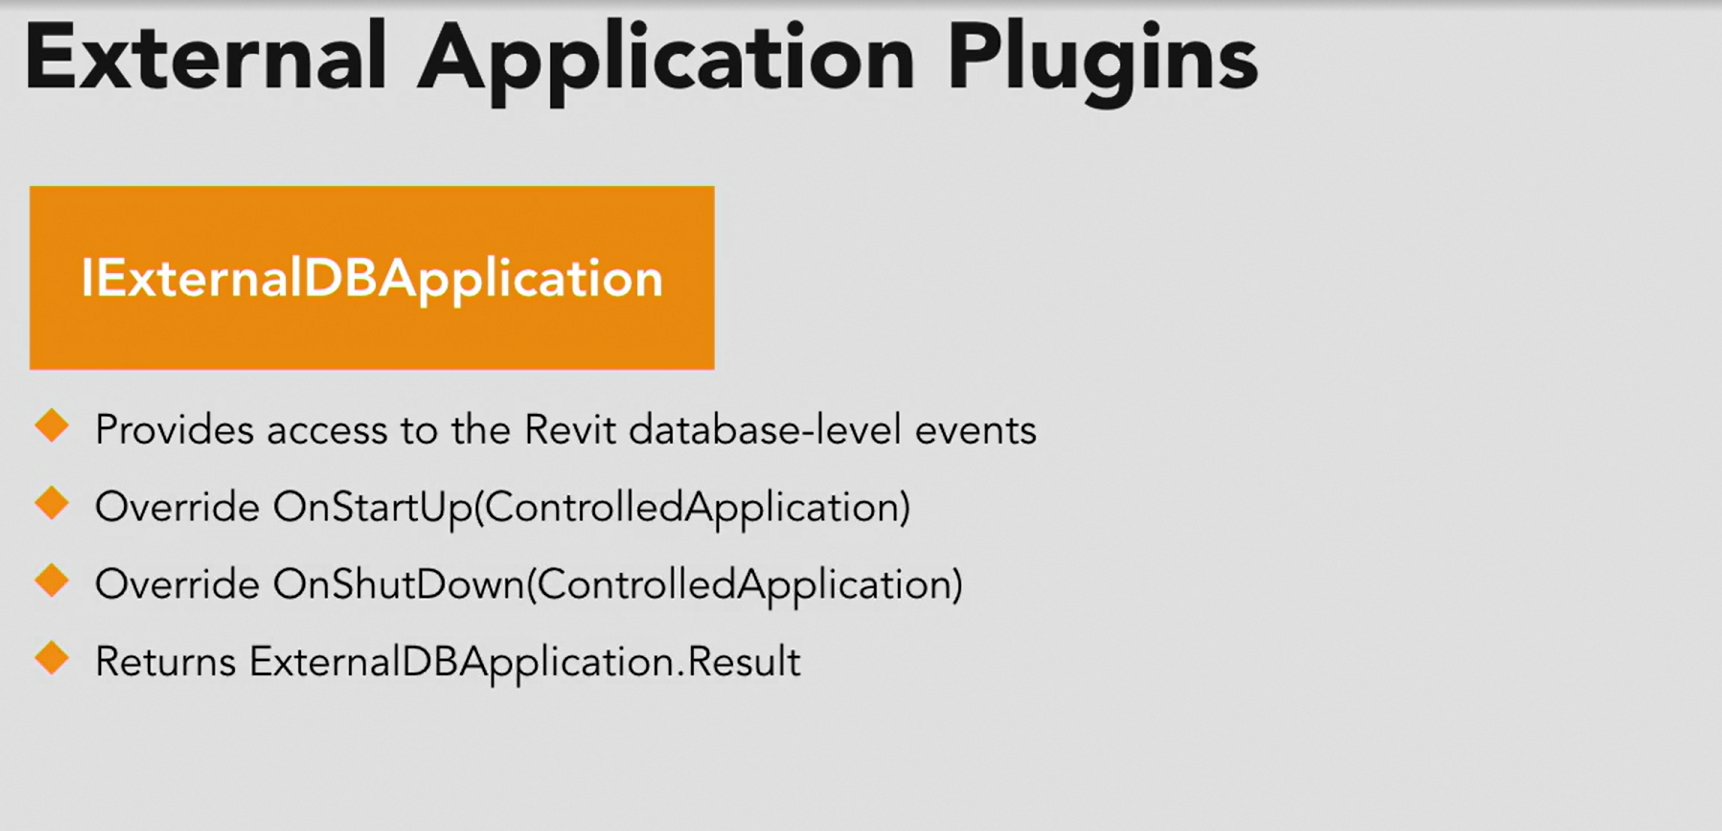 External Application Plugins
IExternalDBApplication
Provides access to the Revit database-level events
Override OnStartUp(ControlledApplication)
Override OnShutDown(ControlledApplication)
Returns ExternalDBApplication.Result